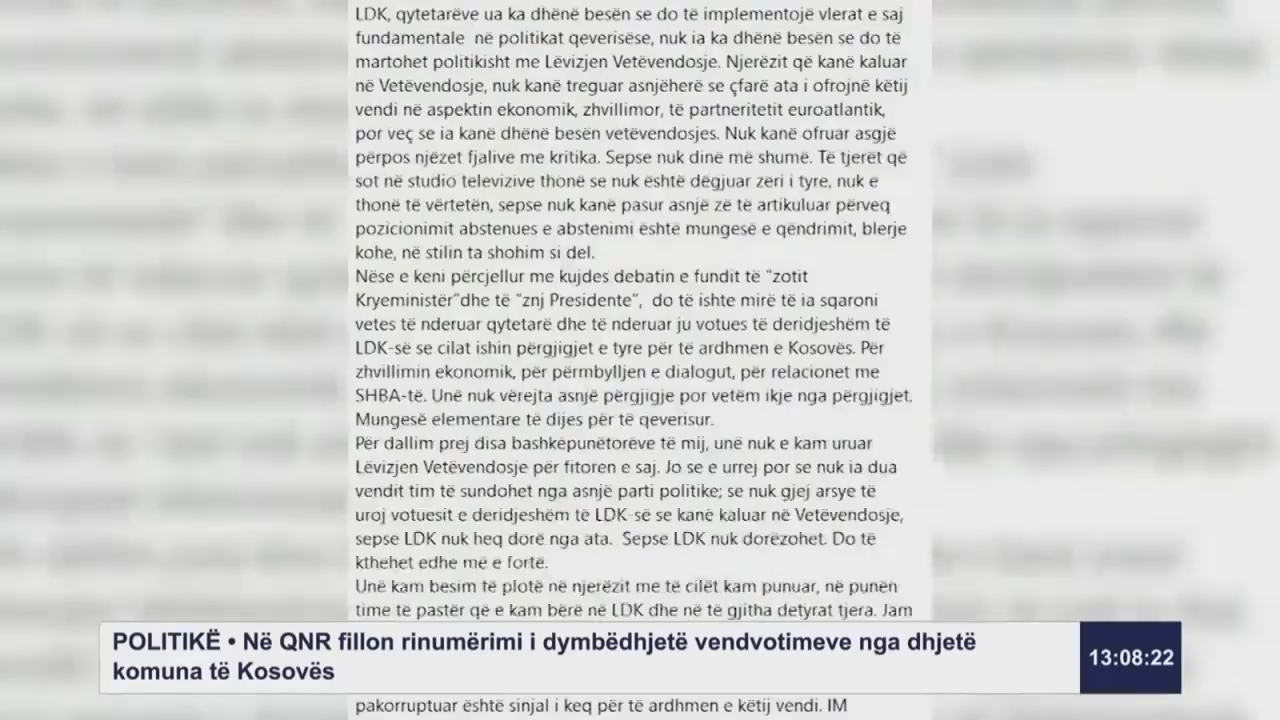 LDK, qytetarëve ua ka dhënë besën se do të implementojë vlerat e saj
fundamentale në politikat qeverisëse, nuk ia ka dhënë besën se do të
martohet politikisht me Lëvizjen Vetëvendosje. Njerëzit që kanë kaluar
në Vetëvendosje, nuk kanë treguar asnjëherë se çfarë ata i ofrojnë këtij
vendi në aspektin ekonomik, zhvillimor, të partneritetit euroatlantik,
por veç se ia kanë dhënë besën vetëvendosjes. Nuk kanë ofruar asgjë
përpos njëzet fjalive me kritika. Sepse nuk dinë më shumë. Të tjerët që
sot në studio televizive thonë se nuk është dëgjuar zëri i tyre, nuk e
thonë të vërtetën, sepse nuk kanë pasur asnjë zë të artikuluar përveq
pozicionimit abstenues e abstenimi është mungesë e qëndrimit, blerje
kohe, në stilin ta shohim si del.
Nëse e keni përcjellur me kujdes debatin e fundit të "zotit
Kryeministër"dhe të "znj Presidente", do të ishte mirë të ia sqaroni
vetes të nderuar qytetarë dhe të nderuar ju votues të deridjeshëm të
LDK-së se cilat ishin përgjigjet e tyre për të ardhmen e Kosovës. Për
zhvillimin ekonomik, për përmbylljen e dialogut, për relacionet me
SHBA-të. Unë nuk vërejta asnjë përgjigje por vetëm ikje nga përgjigjet.
Mungesë elementare të dijes për të qeverisur.
Për dallim prej disa bashkëpunëtorëve të mij, unë nuk e kam uruar
Lëvizjen Vetëvendosje për fitoren e saj. Jo se e urrej por se nuk ia dua
vendit tim të sundohet nga asnjë parti politike; se nuk gjej arsye të
uroj votuesit e deridjeshëm të LDK-së se kanë kaluar në Vetëvendosje,
sepse LDK nuk heq dorë nga ata. Sepse LDK nuk dorëzohet. Do të
kthehet edhe më e fortë.
Unë kam besim të plotë në njerëzit me të cilët kam punuar, në punën
time të pastër që e kam bërë në LDK dhe në të gjitha detyrat tjera. Jam
POLITIKË • Në QNR fillon rinumërimi i dymbëdhjetë vendvotimeve nga dhjetë
komuna të Kosovës
13:08:22
pakorruptuar është sinjal i keq për të ardhmen e këtij vendi. IM